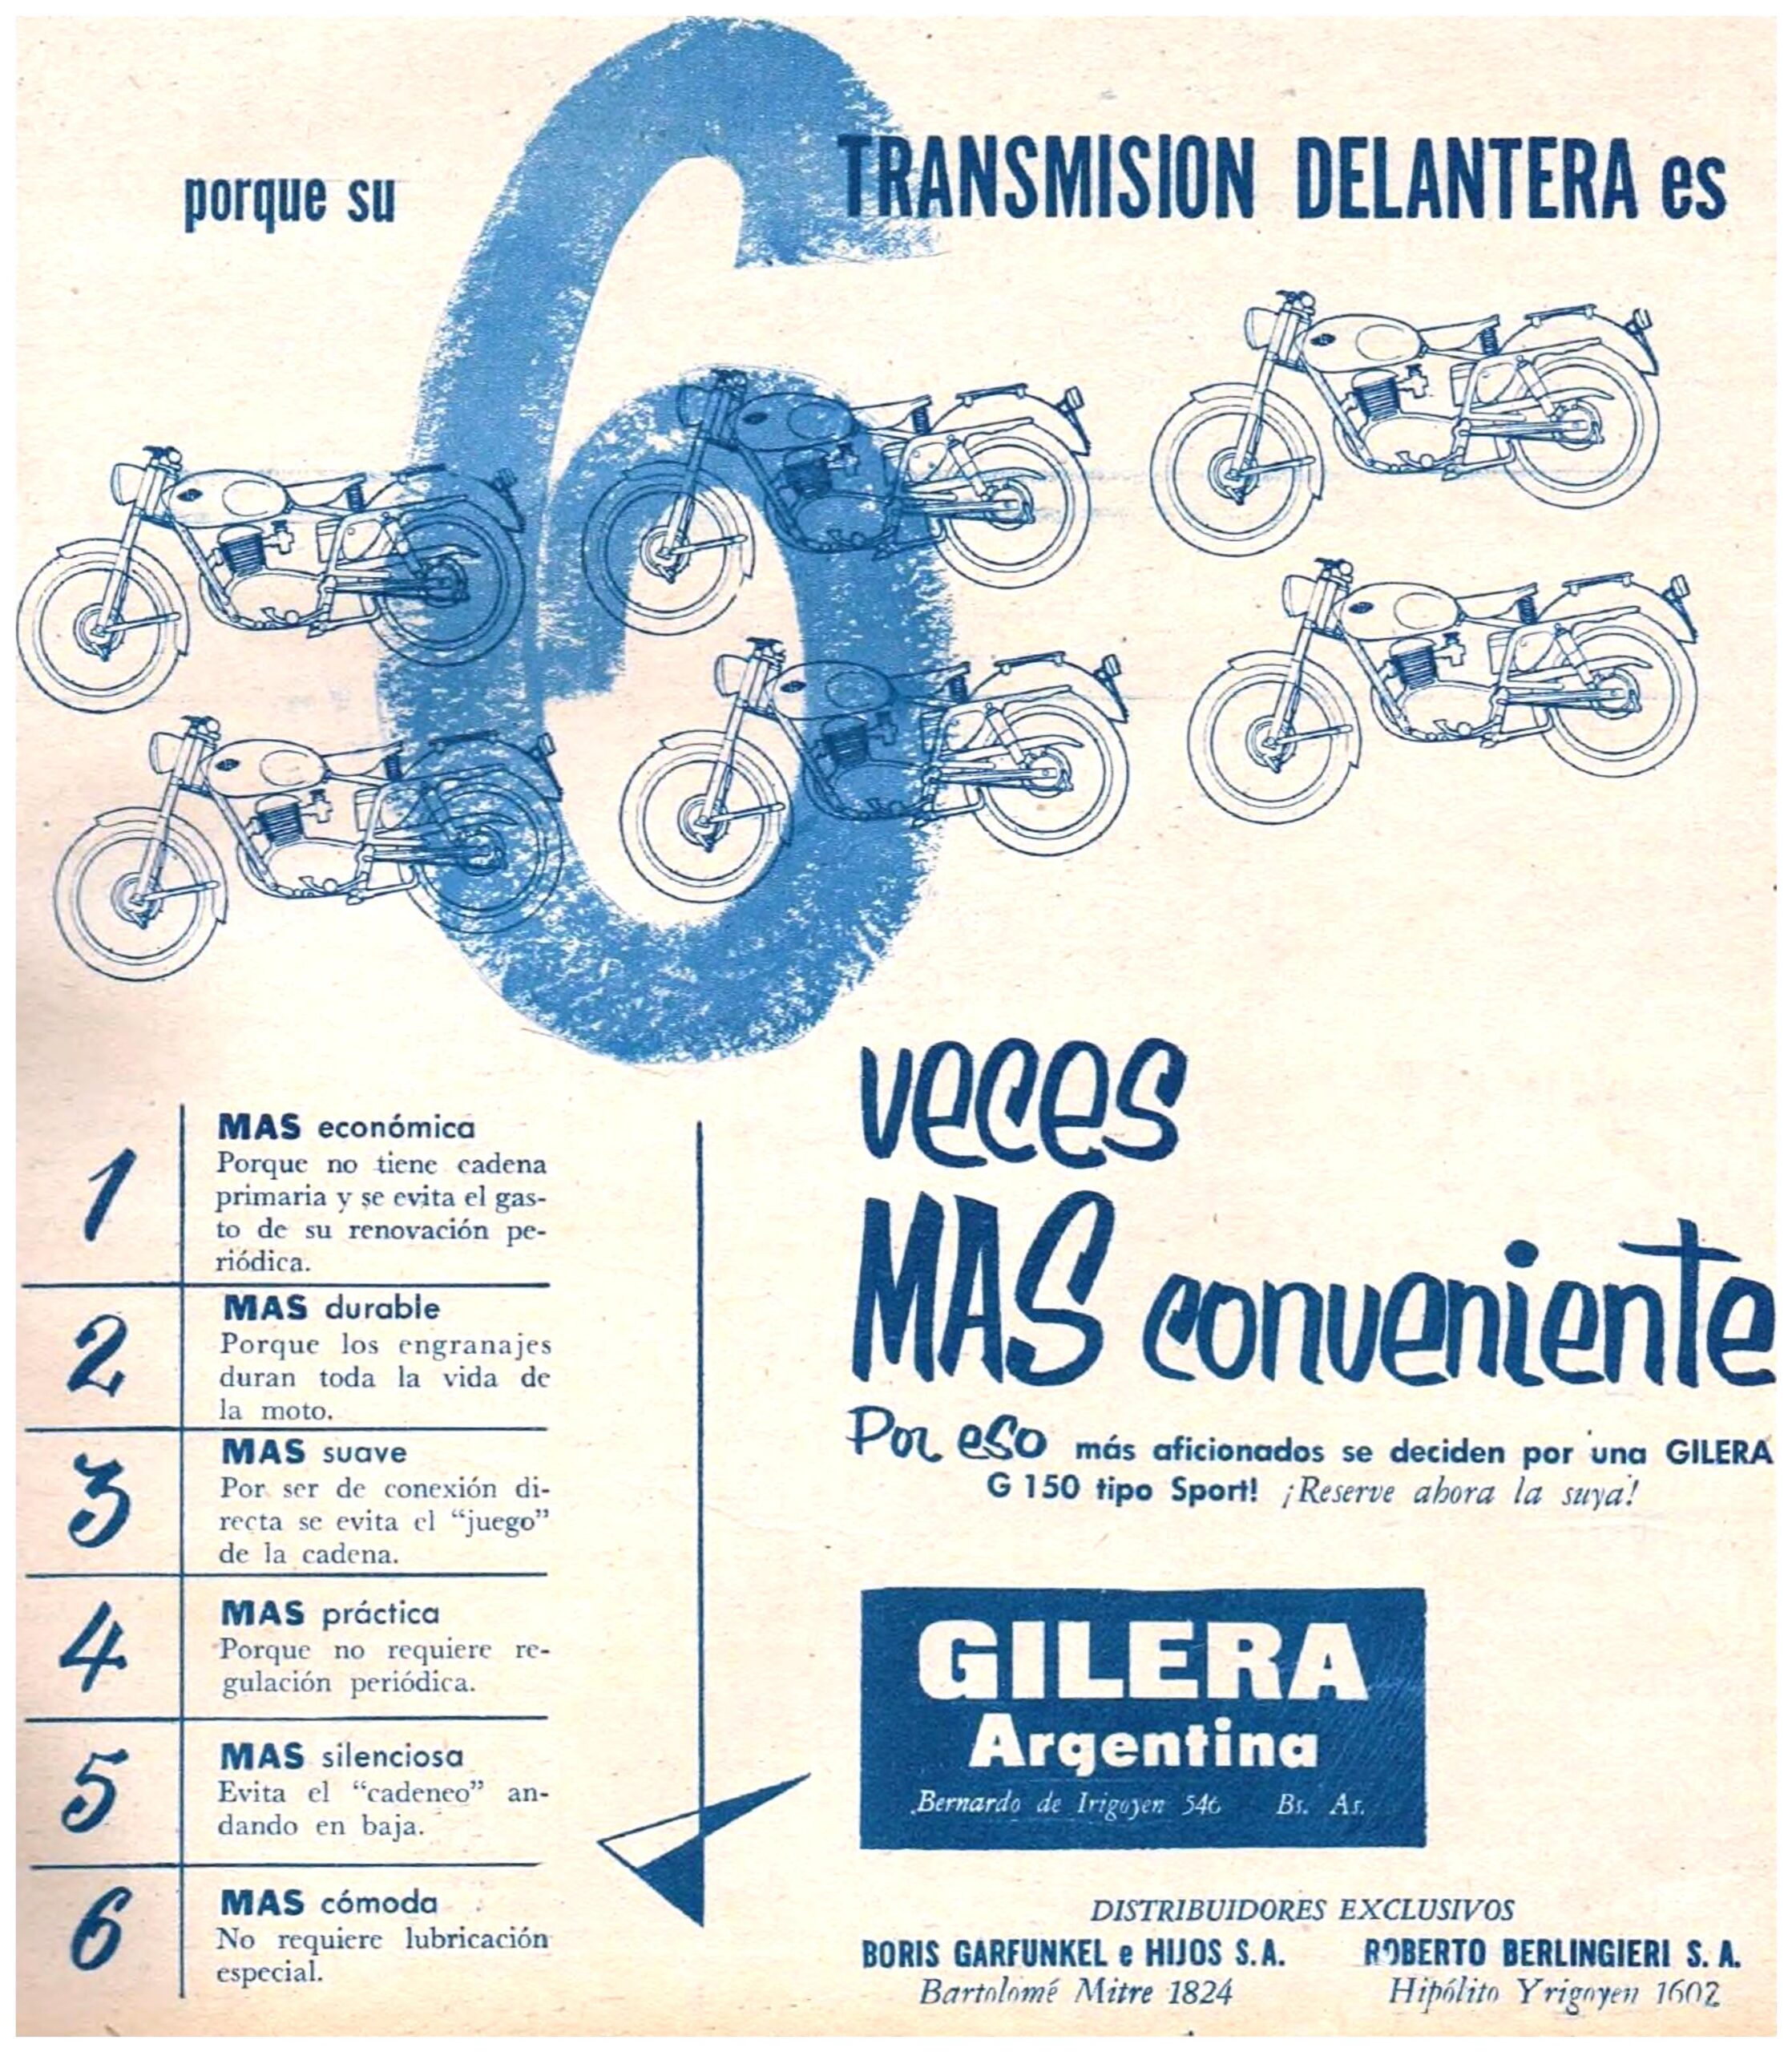 porque su
TRANSMISION DELANTERA es
6
veces
MAS conveniente
Por eso más aficionados se deciden por una GILERA
G 150 tipo Sport! ¡Reserve ahora la suya!
1
MAS económica
Porque no tiene cadena
primaria y se evita el gas-
to de su renovación pe-
riódica.
2
MAS durable
Porque los engranajes
duran toda la vida de
la moto.
3
MAS suave
Por ser de conexión di-
recta se evita el “juego”
de la cadena.
4
MAS práctica
Porque no requiere re-
gulación periódica.
5
MAS silenciosa
Evita el “cadeneo” an-
dando en baja.
6
MAS cómoda
No requiere lubricación
especial.
GILERA
Argentina
Bernardo de Irigoyen 546 Bs. As.
DISTRIBUIDORES EXCLUSIVOS
BORIS GARFUNKEL e HIJOS S.A.
Bartolomé Mitre 1824
ROBERTO BERLINGIERI S. A.
Hipólito Yrigoyen 1602